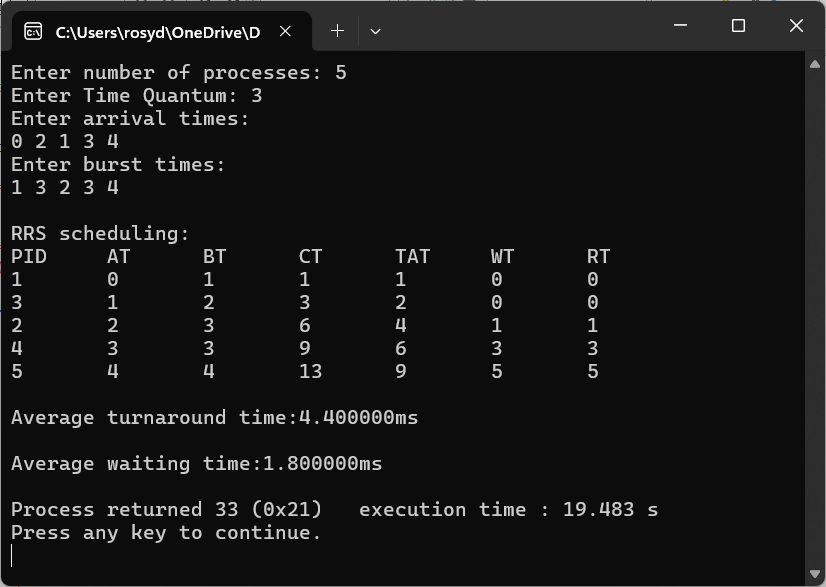 C:\Users\rosyd\OneDrive\D
Enter number of processes: 5
Enter Time Quantum: 3
Enter arrival times:
0 2 1 3 4
Enter burst times:
1 3 2 3 4
RRS scheduling:
PID AT BT CT TAT WT RT
1 0 1 1 1 0 0
3 1 2 3 2 0 0
2 2 3 6 4 1 1
4 3 3 9 6 3 3
5 4 4 13 9 5 5
Average turnaround time:4.400000ms
Average waiting time:1.800000ms
Process returned 33 (0x21)   execution time : 19.483 s
Press any key to continue.